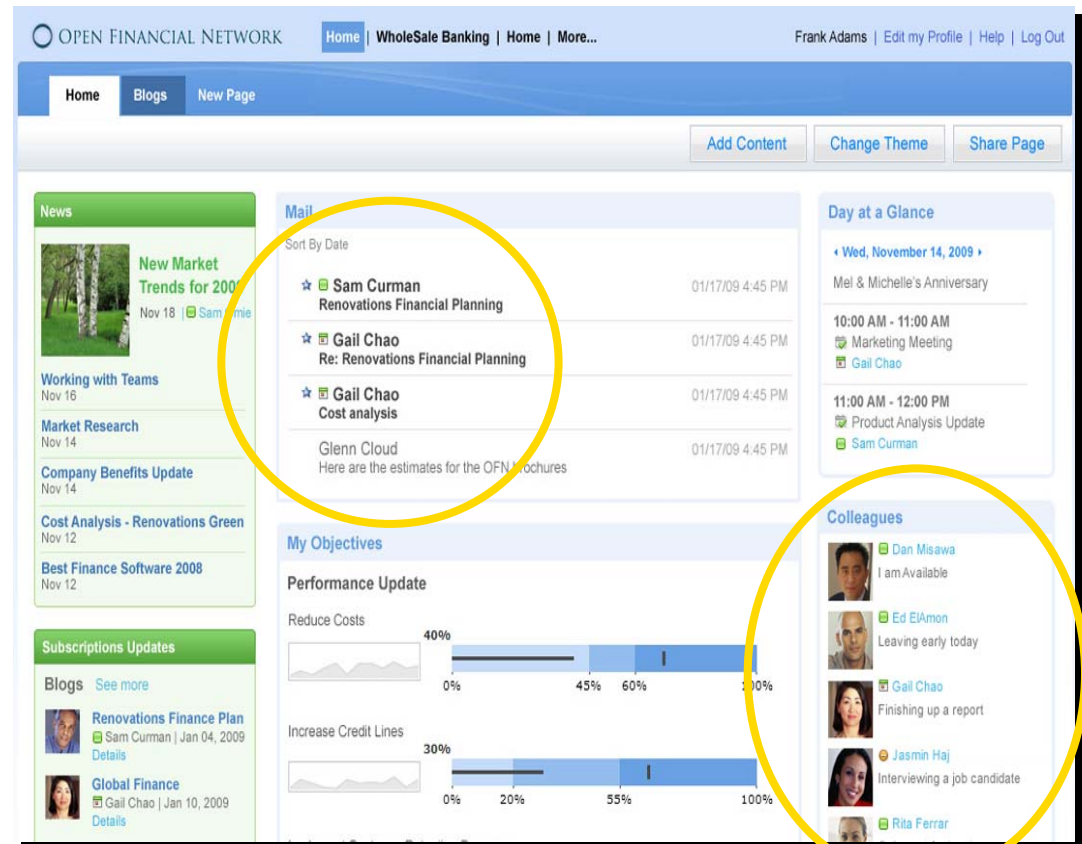 OPEN FINANCIAL NETWORK
Home | WholeSale Banking | Home | More...
Frank Adams | Edit my Profile | Help | Log Out
Home Blogs New Page
Add Content Change Theme Share Page
News
New Market
Trends for 200
Nov 18 | Sam
Working with Teams
Nov 16
Market Research
Nov 14
Company Benefits Update
Nov 14
Cost Analysis - Renovations Green
Nov 12
Best Finance Software 2008
Nov 12
Subscriptions Updates
Blogs See more
Renovations Finance Plan
Sam Curman | Jan 04, 2009
Details
Global Finance
Gail Chao | Jan 10, 2009
Details
Mail
Sort By Date
Sam Curman 01/17/09 4:45 PM
Renovations Financial Planning
Gail Chao 01/17/09 4:45 PM
Re: Renovations Financial Planning
Gail Chao 01/17/09 4:45 PM
Cost analysis
Glenn Cloud 01/17/09 4:45 PM
Here are the estimates for the OFN brochures
My Objectives
Performance Update
Reduce Costs
40%
0% 45% 60% 100%
Increase Credit Lines
30%
0% 20% 55% 100%
Day at a Glance
Wed, November 14, 2009
Mel & Michelle's Anniversary
10:00 AM - 11:00 AM
Marketing Meeting
Gail Chao
11:00 AM - 12:00 PM
Product Analysis Update
Sam Curman
Colleagues
Dan Misawa
I am Available
Ed ElAmon
Leaving early today
Gail Chao
Finishing up a report
Jasmin Haj
Interviewing a job candidate
Rita Ferrar